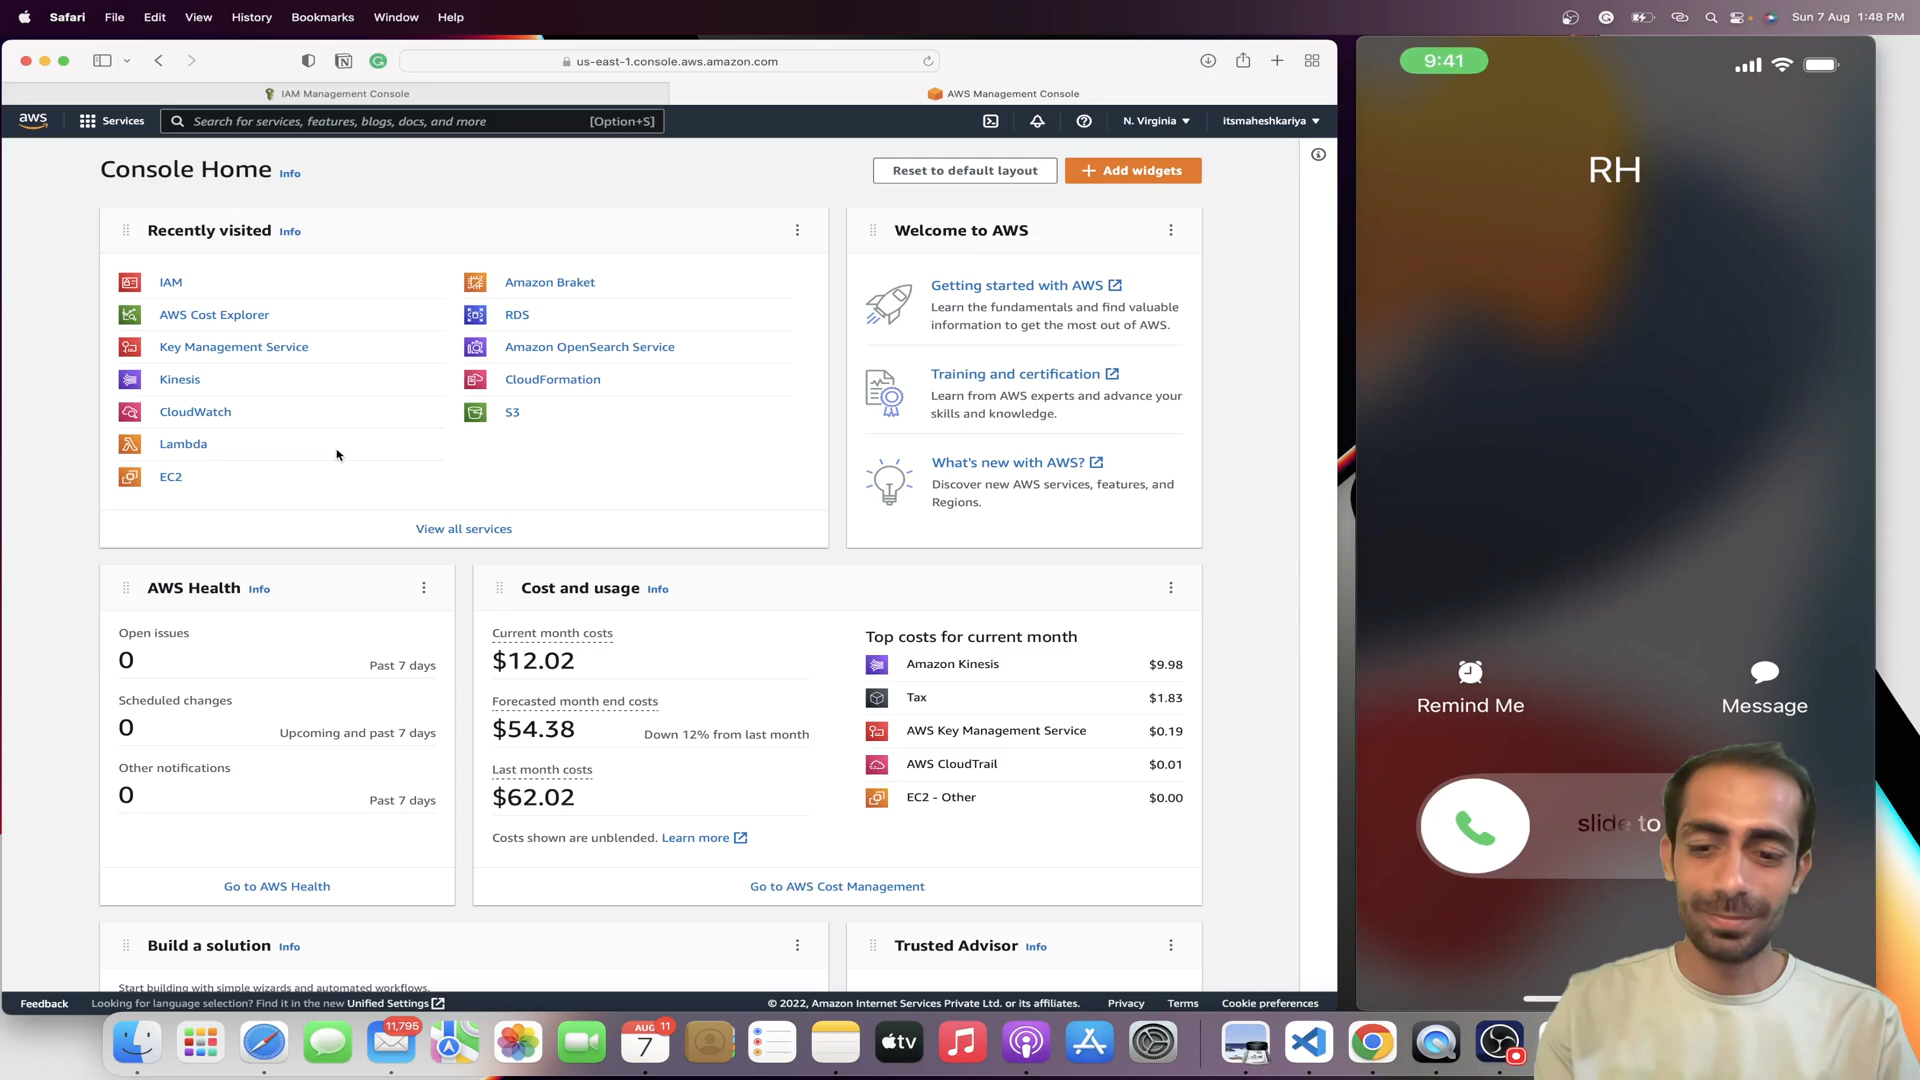 Safari File Edit View History Bookmarks Window Help
Sun 7 Aug 1:48 PM
us-east-1.console.aws.amazon.com
IAM Management Console
AWS Management Console
aws
Services
Search for services, features, blogs, docs, and more [Option+S]
N. Virginia
itsmaheshkariya
Console Home Info
Reset to default layout
Add widgets
Recently visited Info
IAM
AWS Cost Explorer
Key Management Service
Kinesis
CloudWatch
Lambda
EC2
Amazon Braket
RDS
Amazon OpenSearch Service
CloudFormation
S3
View all services
Welcome to AWS
Getting started with AWS
Learn the fundamentals and find valuable
information to get the most out of AWS.
Training and certification
Learn from AWS experts and advance your
skills and knowledge.
What's new with AWS?
Discover new AWS services, features, and
Regions.
AWS Health Info
Open issues
0 Past 7 days
Scheduled changes
0 Upcoming and past 7 days
Other notifications
0 Past 7 days
Go to AWS Health
Cost and usage Info
Current month costs
$12.02
Forecasted month end costs
$54.38 Down 12% from last month
Last month costs
$62.02
Costs shown are unblended. Learn more
Top costs for current month
Amazon Kinesis $9.98
Tax $1.83
AWS Key Management Service $0.19
AWS CloudTrail $0.01
EC2 - Other $0.00
Go to AWS Cost Management
Build a solution Info
Start building with simple wizards and automated workflows.
Trusted Advisor Info
Feedback
Looking for language selection? Find it in the new Unified Settings
© 2022, Amazon Internet Services Private Ltd. or its affiliates.
Privacy Terms Cookie preferences
9:41
RH
Remind Me
Message
slide to
11,795
AUG 11
7
tv